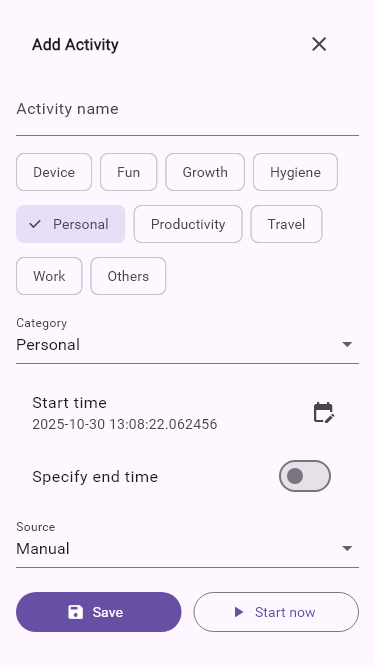 Add Activity
Activity name
Device Fun Growth Hygiene
Personal Productivity Travel
Work Others
Category
Personal
Start time
2025-10-30 13:08:22.062456
Specify end time
Source
Manual
Save Start now